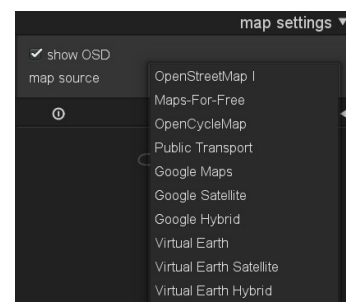 map settings
show OSD
map source
OpenStreetMap I
Maps-For-Free
OpenCycleMap
Public Transport
Google Maps
Google Satellite
Google Hybrid
Virtual Earth
Virtual Earth Satellite
Virtual Earth Hybrid